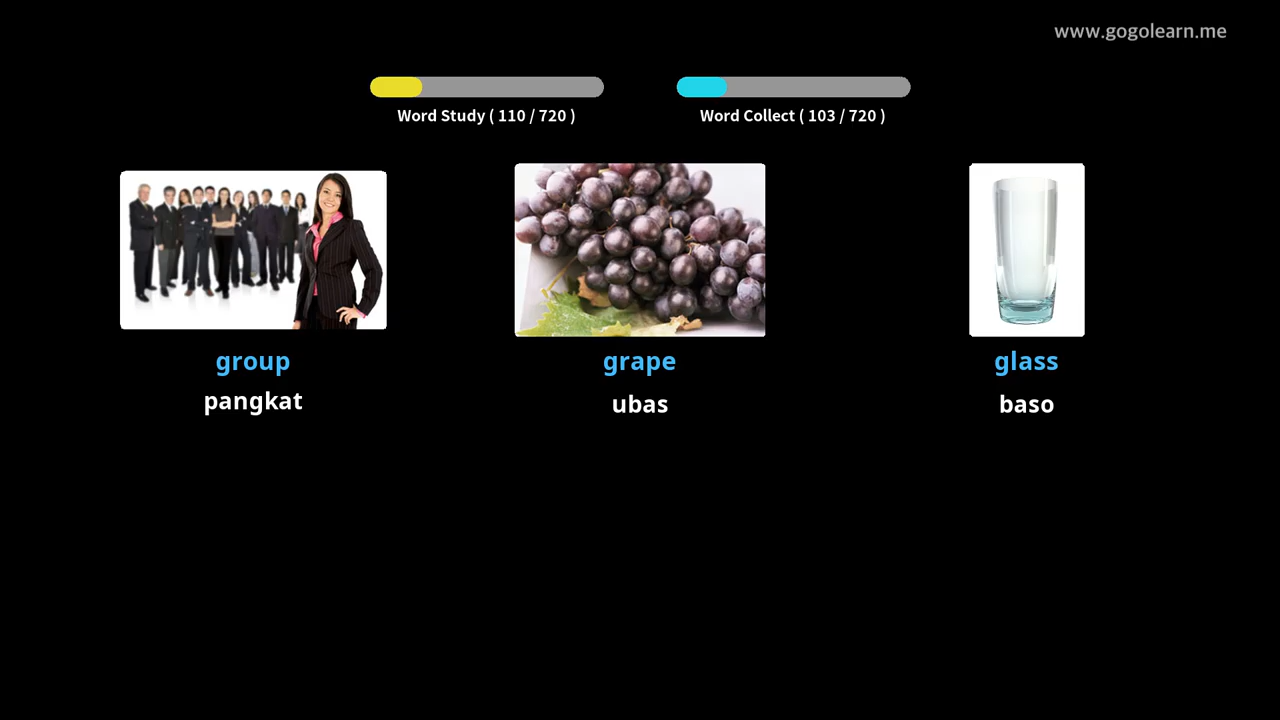 www.gogolearn.me
Word Study ( 110 / 720 )
Word Collect ( 103 / 720 )
group
pangkat
grape
ubas
glass
baso